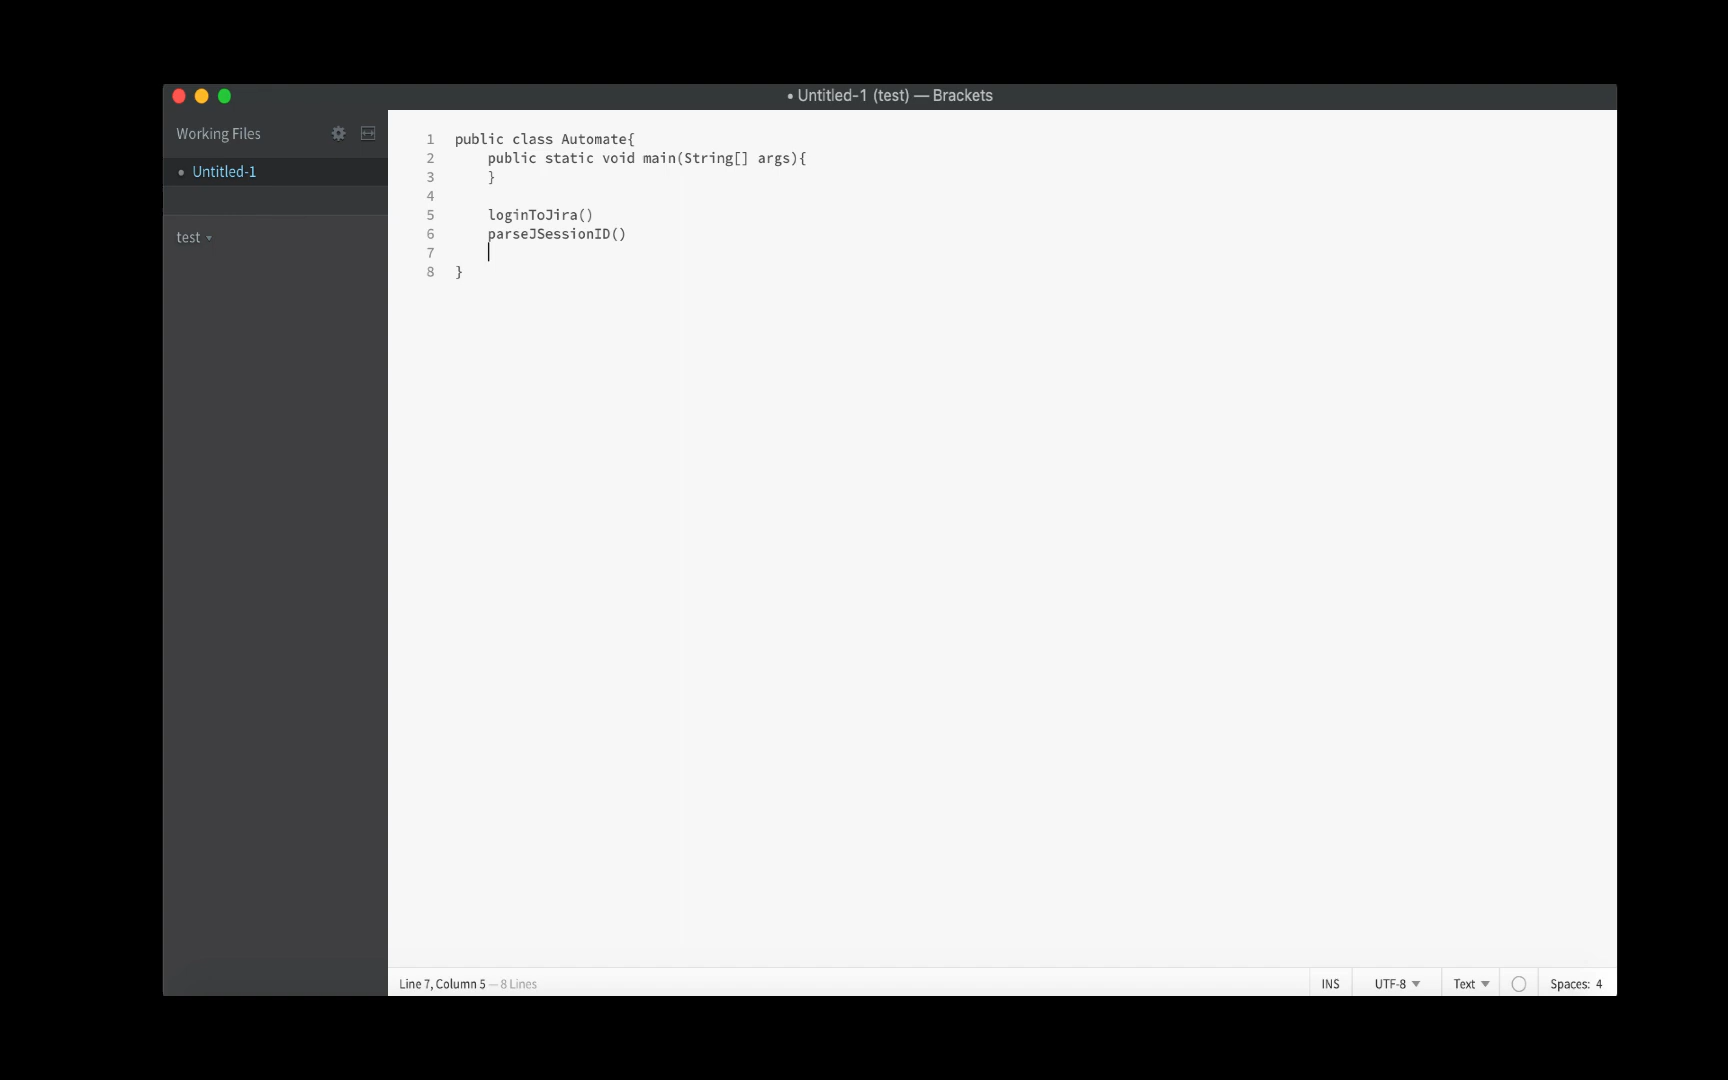 • Untitled-1 (test) — Brackets
Working Files
• Untitled-1
test
1 public class Automate{
2 public static void main(String[] args){
3 }
4
5 loginToJira()
6 parseJSessionID()
7
8 }
Line 7, Column 5 — 8 Lines
INS UTF-8 Text Spaces: 4